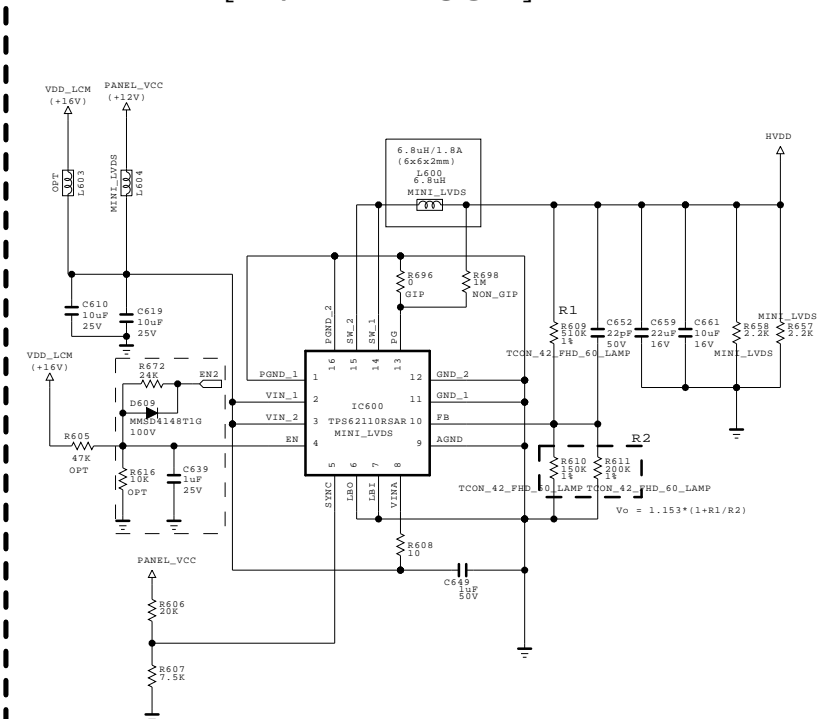 VDD_LCM
(+16V)
PANEL_VCC
(+12V)
OPT
L603
MINI_LVDS
L604
6.8uH/1.8A
(6x6x2mm)
L600
6.8uH
MINI_LVDS
HVDD
C610
10uF
25V
C619
10uF
25V
R696
0
GIP
R698
1M
NON_GIP
R1
R609
510K
1%
TCON_42_FHD_60_LAMP
C652
22pF
50V
C659
22uF
16V
C661
10uF
16V
R658
2.2K
MINI_LVDS
MINI_LVDS
R657
2.2K
PGND_2
SW_2
SW_1
PG
16
15
14
13
VDD_LCM
(+16V)
R672
24K
EN2
D609
MMSD4148T1G
100V
R605
47K
OPT
R616
10K
OPT
C639
1uF
25V
PGND_1
VIN_1
VIN_2
EN
1
2
3
4
IC600
TPS62110RSAR
MINI_LVDS
12
11
10
9
GND_2
GND_1
FB
AGND
5
6
7
8
SYNC
LBO
LBI
VINA
R2
R610
150K
1%
R611
200K
1%
TCON_42_FHD_60_LAMP
TCON_42_FHD_60_LAMP
Vo = 1.153*(1+R1/R2)
R608
10
C649
1uF
50V
PANEL_VCC
R606
20K
R607
7.5K